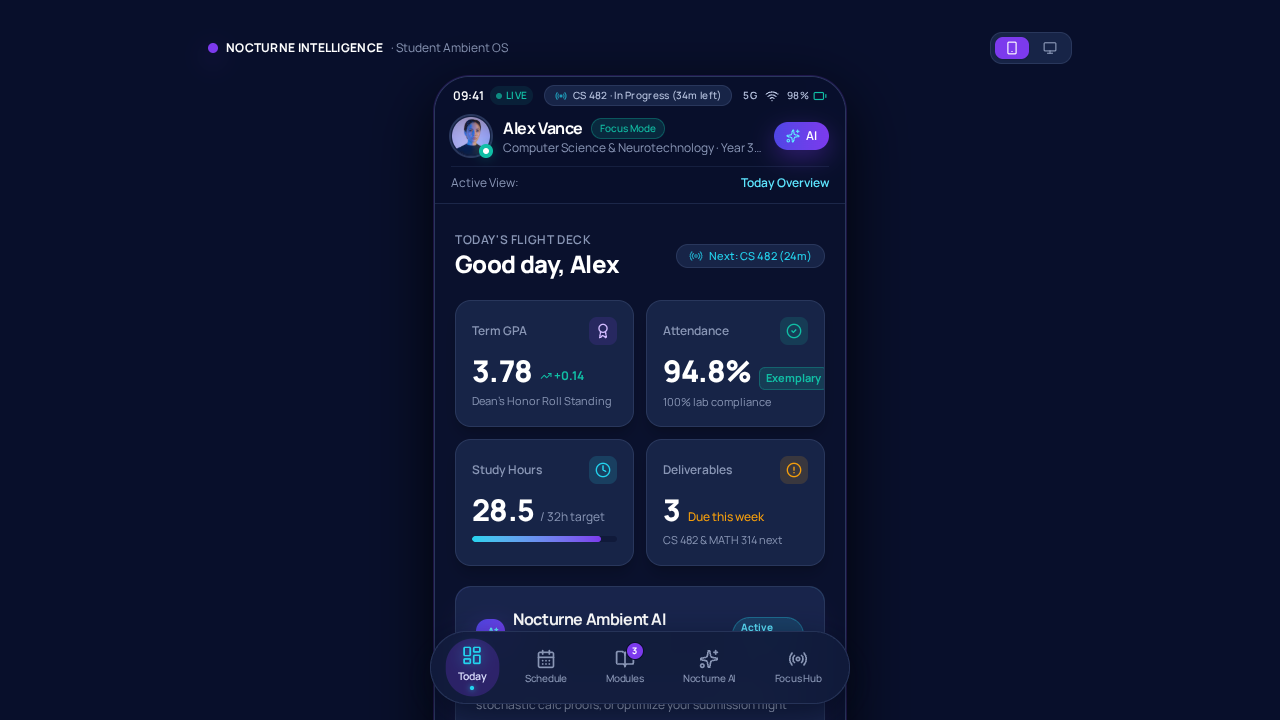 NOCTURNE INTELLIGENCE · Student Ambient OS
09:41 LIVE CS 482 · In Progress (34m left) 5G 98%
Alex Vance Focus Mode
Computer Science & Neurotechnology · Year 3...
AI
Active View: Today Overview
TODAY'S FLIGHT DECK
Good day, Alex
Next: CS 482 (24m)
Term GPA
3.78 +0.14
Dean's Honor Roll Standing
Attendance
94.8% Exemplary
100% lab compliance
Study Hours
28.5 / 32h target
Deliverables
3 Due this week
CS 482 & MATH 314 next
Nocturne Ambient AI
Active
Today
Schedule
3
Modules
Nocturne AI
Focus Hub
stochastic calc proofs, or optimize your submission flight